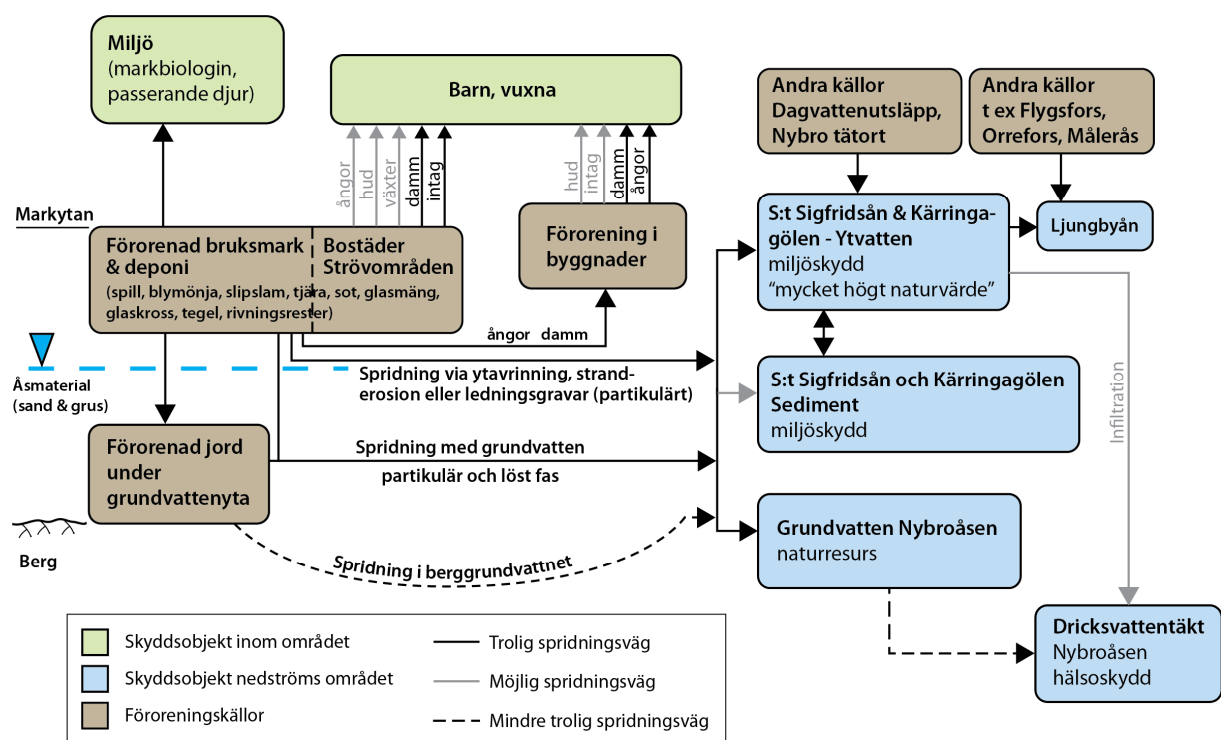 Miljö
(markbiologin,
passerande djur)
Barn, vuxna
Andra källor
Dagvattenutsläpp,
Nybro tätort
Andra källor
t ex Flygsfors,
Orrefors, Målerås
ångor
hud
växter
damm
intag
hud
intag
damm
ångor
Markytan
Förorenad bruksmark
& deponi
(spill, blymönja, slipslam, tjära, sot, glasmäng,
glaskross, tegel, rivningsrester)
Bostäder
Strövområden
Förorening i
byggnader
S:t Sigfridsån & Kärringa-
gölen - Ytvatten
miljöskydd
“mycket högt naturvärde”
Ljungbyån
ångor damm
Åsmaterial
(sand & grus)
Spridning via ytavrinning, strand-
erosion eller ledningsgravar (partikulärt)
S:t Sigfridsån och Kärringagölen
Sediment
miljöskydd
Infiltration
Förorenad jord
under
grundvattenyta
Spridning med grundvatten
partikulär och löst fas
Berg
Spridning i berggrundvattnet
Grundvatten Nybroåsen
naturresurs
Dricksvattentäkt
Nybroåsen
hälsoskydd
Skyddsobjekt inom området
Skyddsobjekt nedströms området
Föroreningskällor
Trolig spridningsväg
Möjlig spridningsväg
Mindre trolig spridningsväg